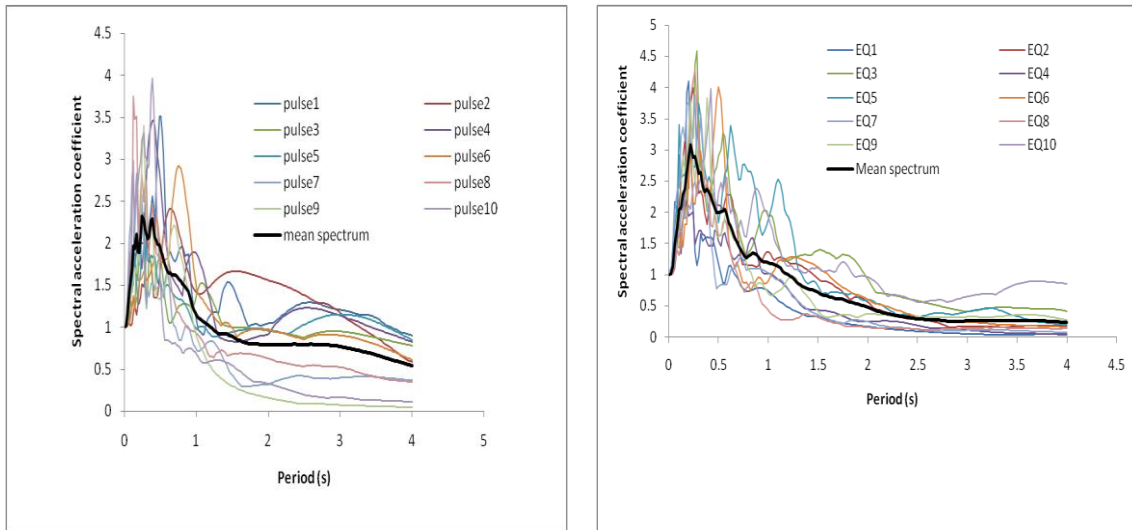 4.5
4
3.5
3
2.5
2
1.5
1
0.5
0
0 1 2 3 4 5
Spectral acceleration coefficient
Period (s)
pulse1 pulse2
pulse3 pulse4
pulse5 pulse6
pulse7 pulse8
pulse9 pulse10
mean spectrum
5
4.5
4
3.5
3
2.5
2
1.5
1
0.5
0
0 0.5 1 1.5 2 2.5 3 3.5 4 4.5
Spectral acceleration coefficient
Period (s)
EQ1 EQ2
EQ3 EQ4
EQ5 EQ6
EQ7 EQ8
EQ9 EQ10
Mean spectrum